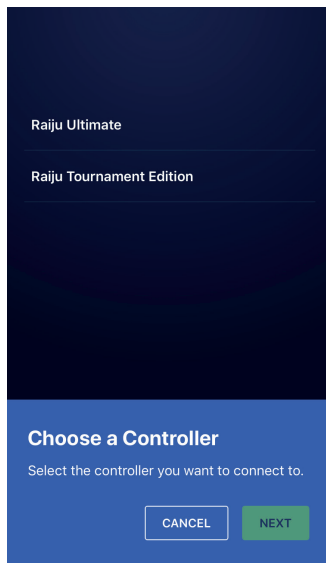 Raiju Ultimate
Raiju Tournament Edition
Choose a Controller
Select the controller you want to connect to.
CANCEL
NEXT